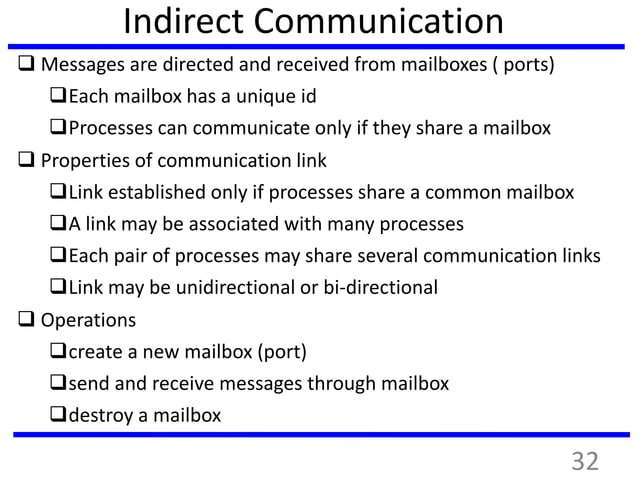 Indirect Communication
❑ Messages are directed and received from mailboxes ( ports)
❑Each mailbox has a unique id
❑Processes can communicate only if they share a mailbox
❑ Properties of communication link
❑Link established only if processes share a common mailbox
❑A link may be associated with many processes
❑Each pair of processes may share several communication links
❑Link may be unidirectional or bi-directional
❑ Operations
❑create a new mailbox (port)
❑send and receive messages through mailbox
❑destroy a mailbox
32